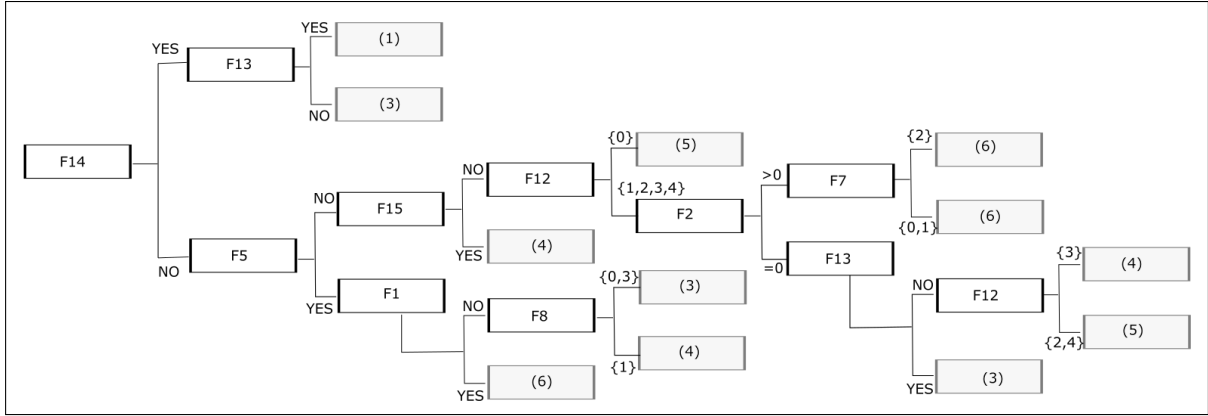 YES
(1)
YES
F13
NO
(3)
F14
NO
F5
NO
F15
NO
F12
{0}
(5)
{1,2,3,4}
F2
YES
(4)
>0
F7
{2}
(6)
{0,1}
(6)
=0
F13
NO
F12
{3}
(4)
{2,4}
(5)
YES
(3)
YES
F1
NO
F8
{0,3}
(3)
{1}
(4)
YES
(6)